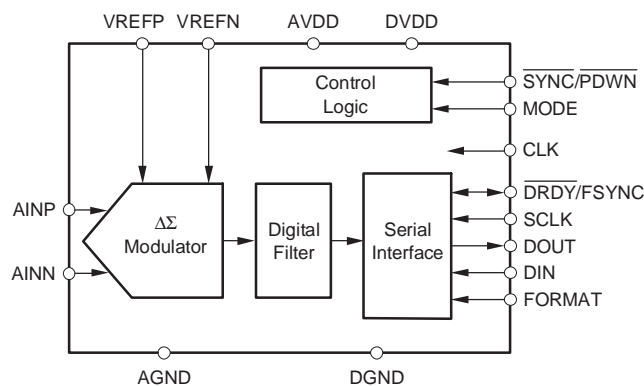 VREFP VREFN AVDD DVDD
Control
Logic
SYNC/PDWN
MODE
CLK
AINP
AINN
ΔΣ
Modulator
Digital
Filter
Serial
Interface
DRDY/FSYNC
SCLK
DOUT
DIN
FORMAT
AGND DGND